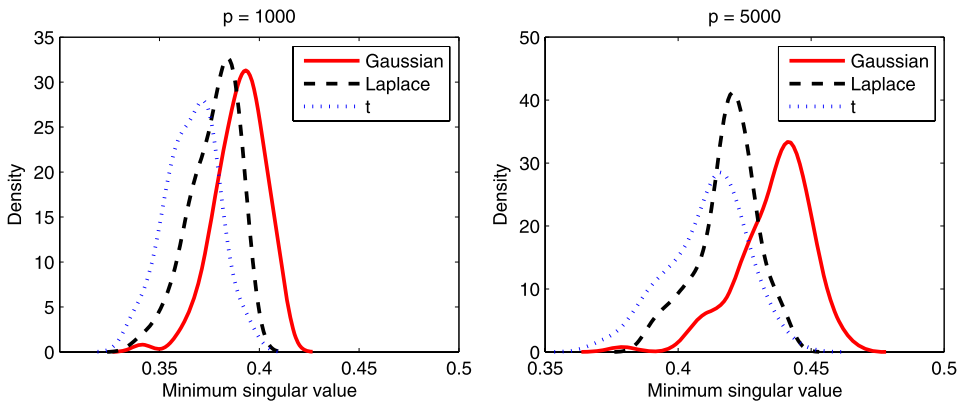 p = 1000
35
30
25
20
15
10
5
0
Density
0.35
0.4
0.45
0.5
Minimum singular value
Gaussian
Laplace
t
p = 5000
50
40
30
20
10
0
Density
0.35
0.4
0.45
0.5
Minimum singular value
Gaussian
Laplace
t